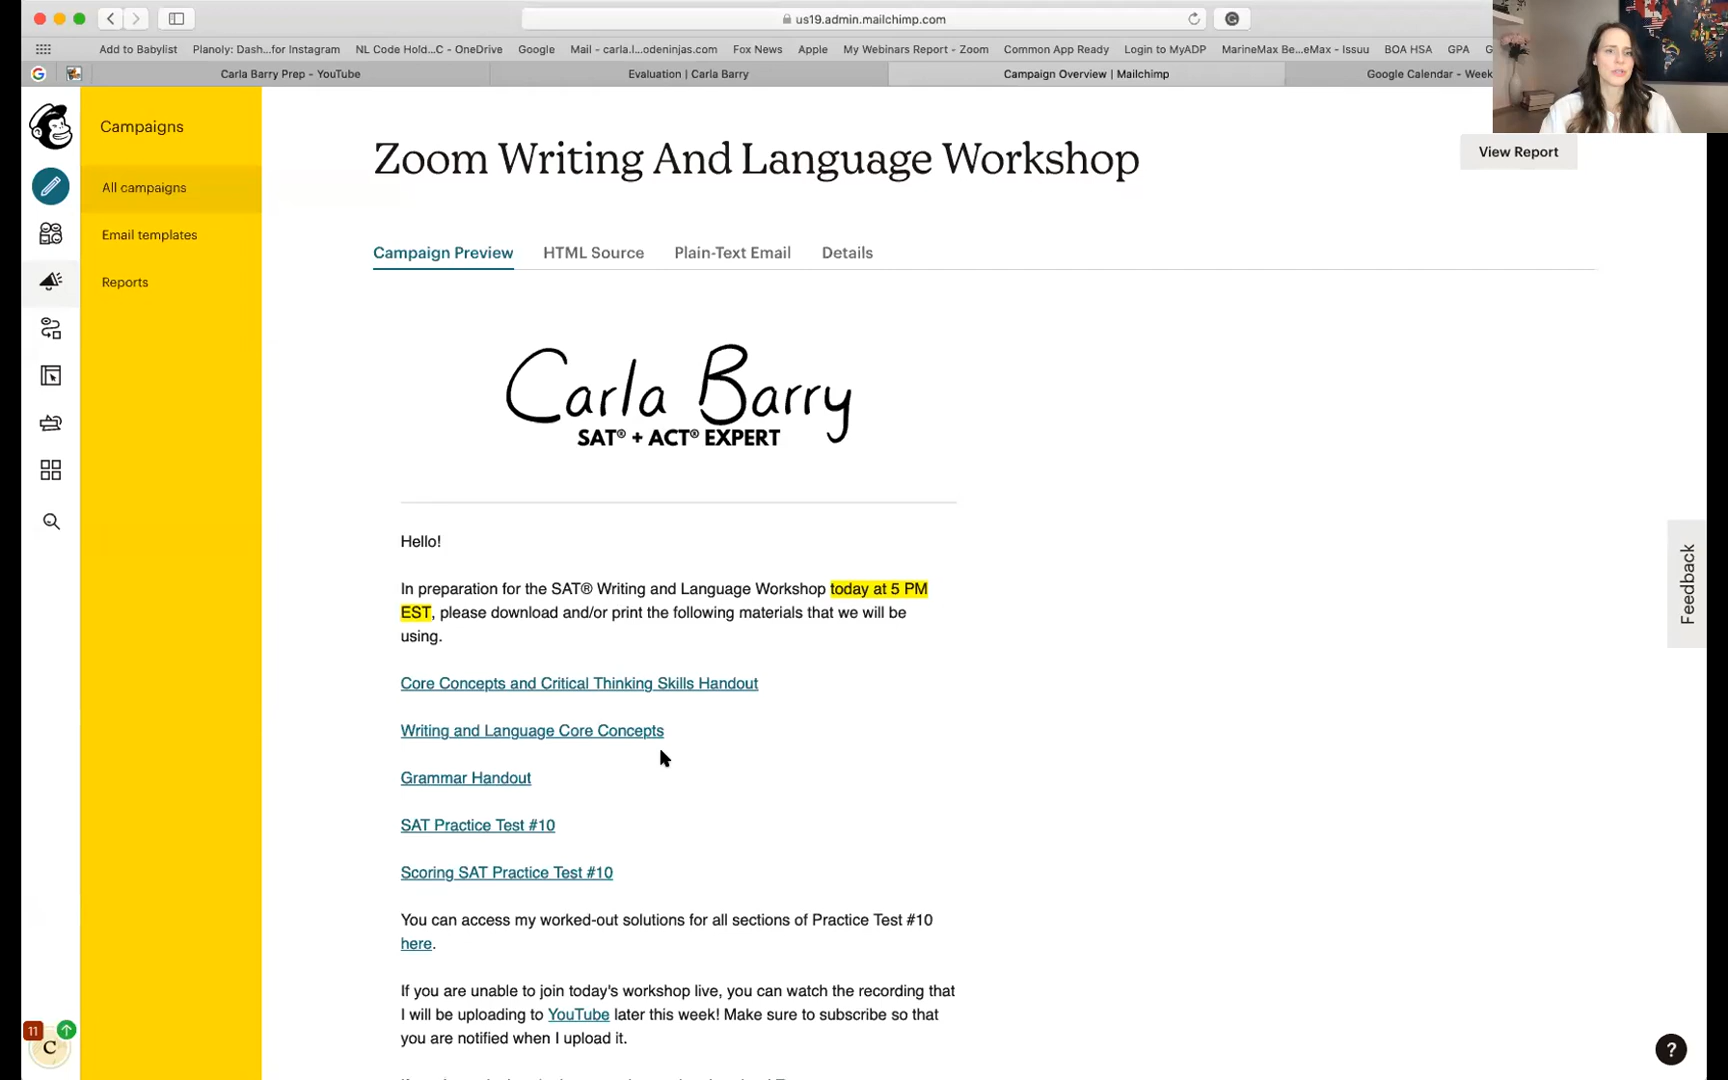 us19.admin.mailchimp.com
Add to Babylist Planoly: Dash...for Instagram NL Code Hold...C - OneDrive Google Mail - carla.l...odeninjas.com Fox News Apple My Webinars Report - Zoom Common App Ready Login to MyADP MarineMax Be...eMax - Issuu BOA HSA GPA
Carla Barry Prep - YouTube Evaluation | Carla Barry Campaign Overview | Mailchimp Google Calendar - Week
Campaigns
All campaigns
Email templates
Reports
Zoom Writing And Language Workshop
View Report
Campaign Preview HTML Source Plain-Text Email Details
Carla Barry
SAT® + ACT® EXPERT
Hello!
In preparation for the SAT® Writing and Language Workshop today at 5 PM
EST, please download and/or print the following materials that we will be
using.
Core Concepts and Critical Thinking Skills Handout
Writing and Language Core Concepts
Grammar Handout
SAT Practice Test #10
Scoring SAT Practice Test #10
You can access my worked-out solutions for all sections of Practice Test #10
here.
If you are unable to join today's workshop live, you can watch the recording that
I will be uploading to YouTube later this week! Make sure to subscribe so that
you are notified when I upload it.
Feedback
11
C
?